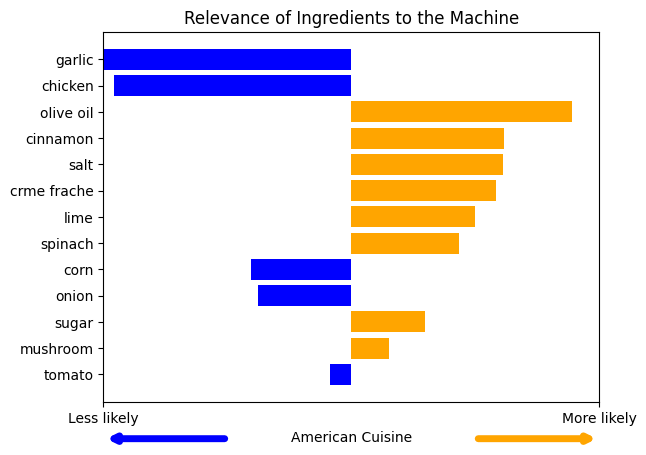 Relevance of Ingredients to the Machine
garlic
chicken
olive oil
cinnamon
salt
crme frache
lime
spinach
corn
onion
sugar
mushroom
tomato
Less likely
More likely
American Cuisine